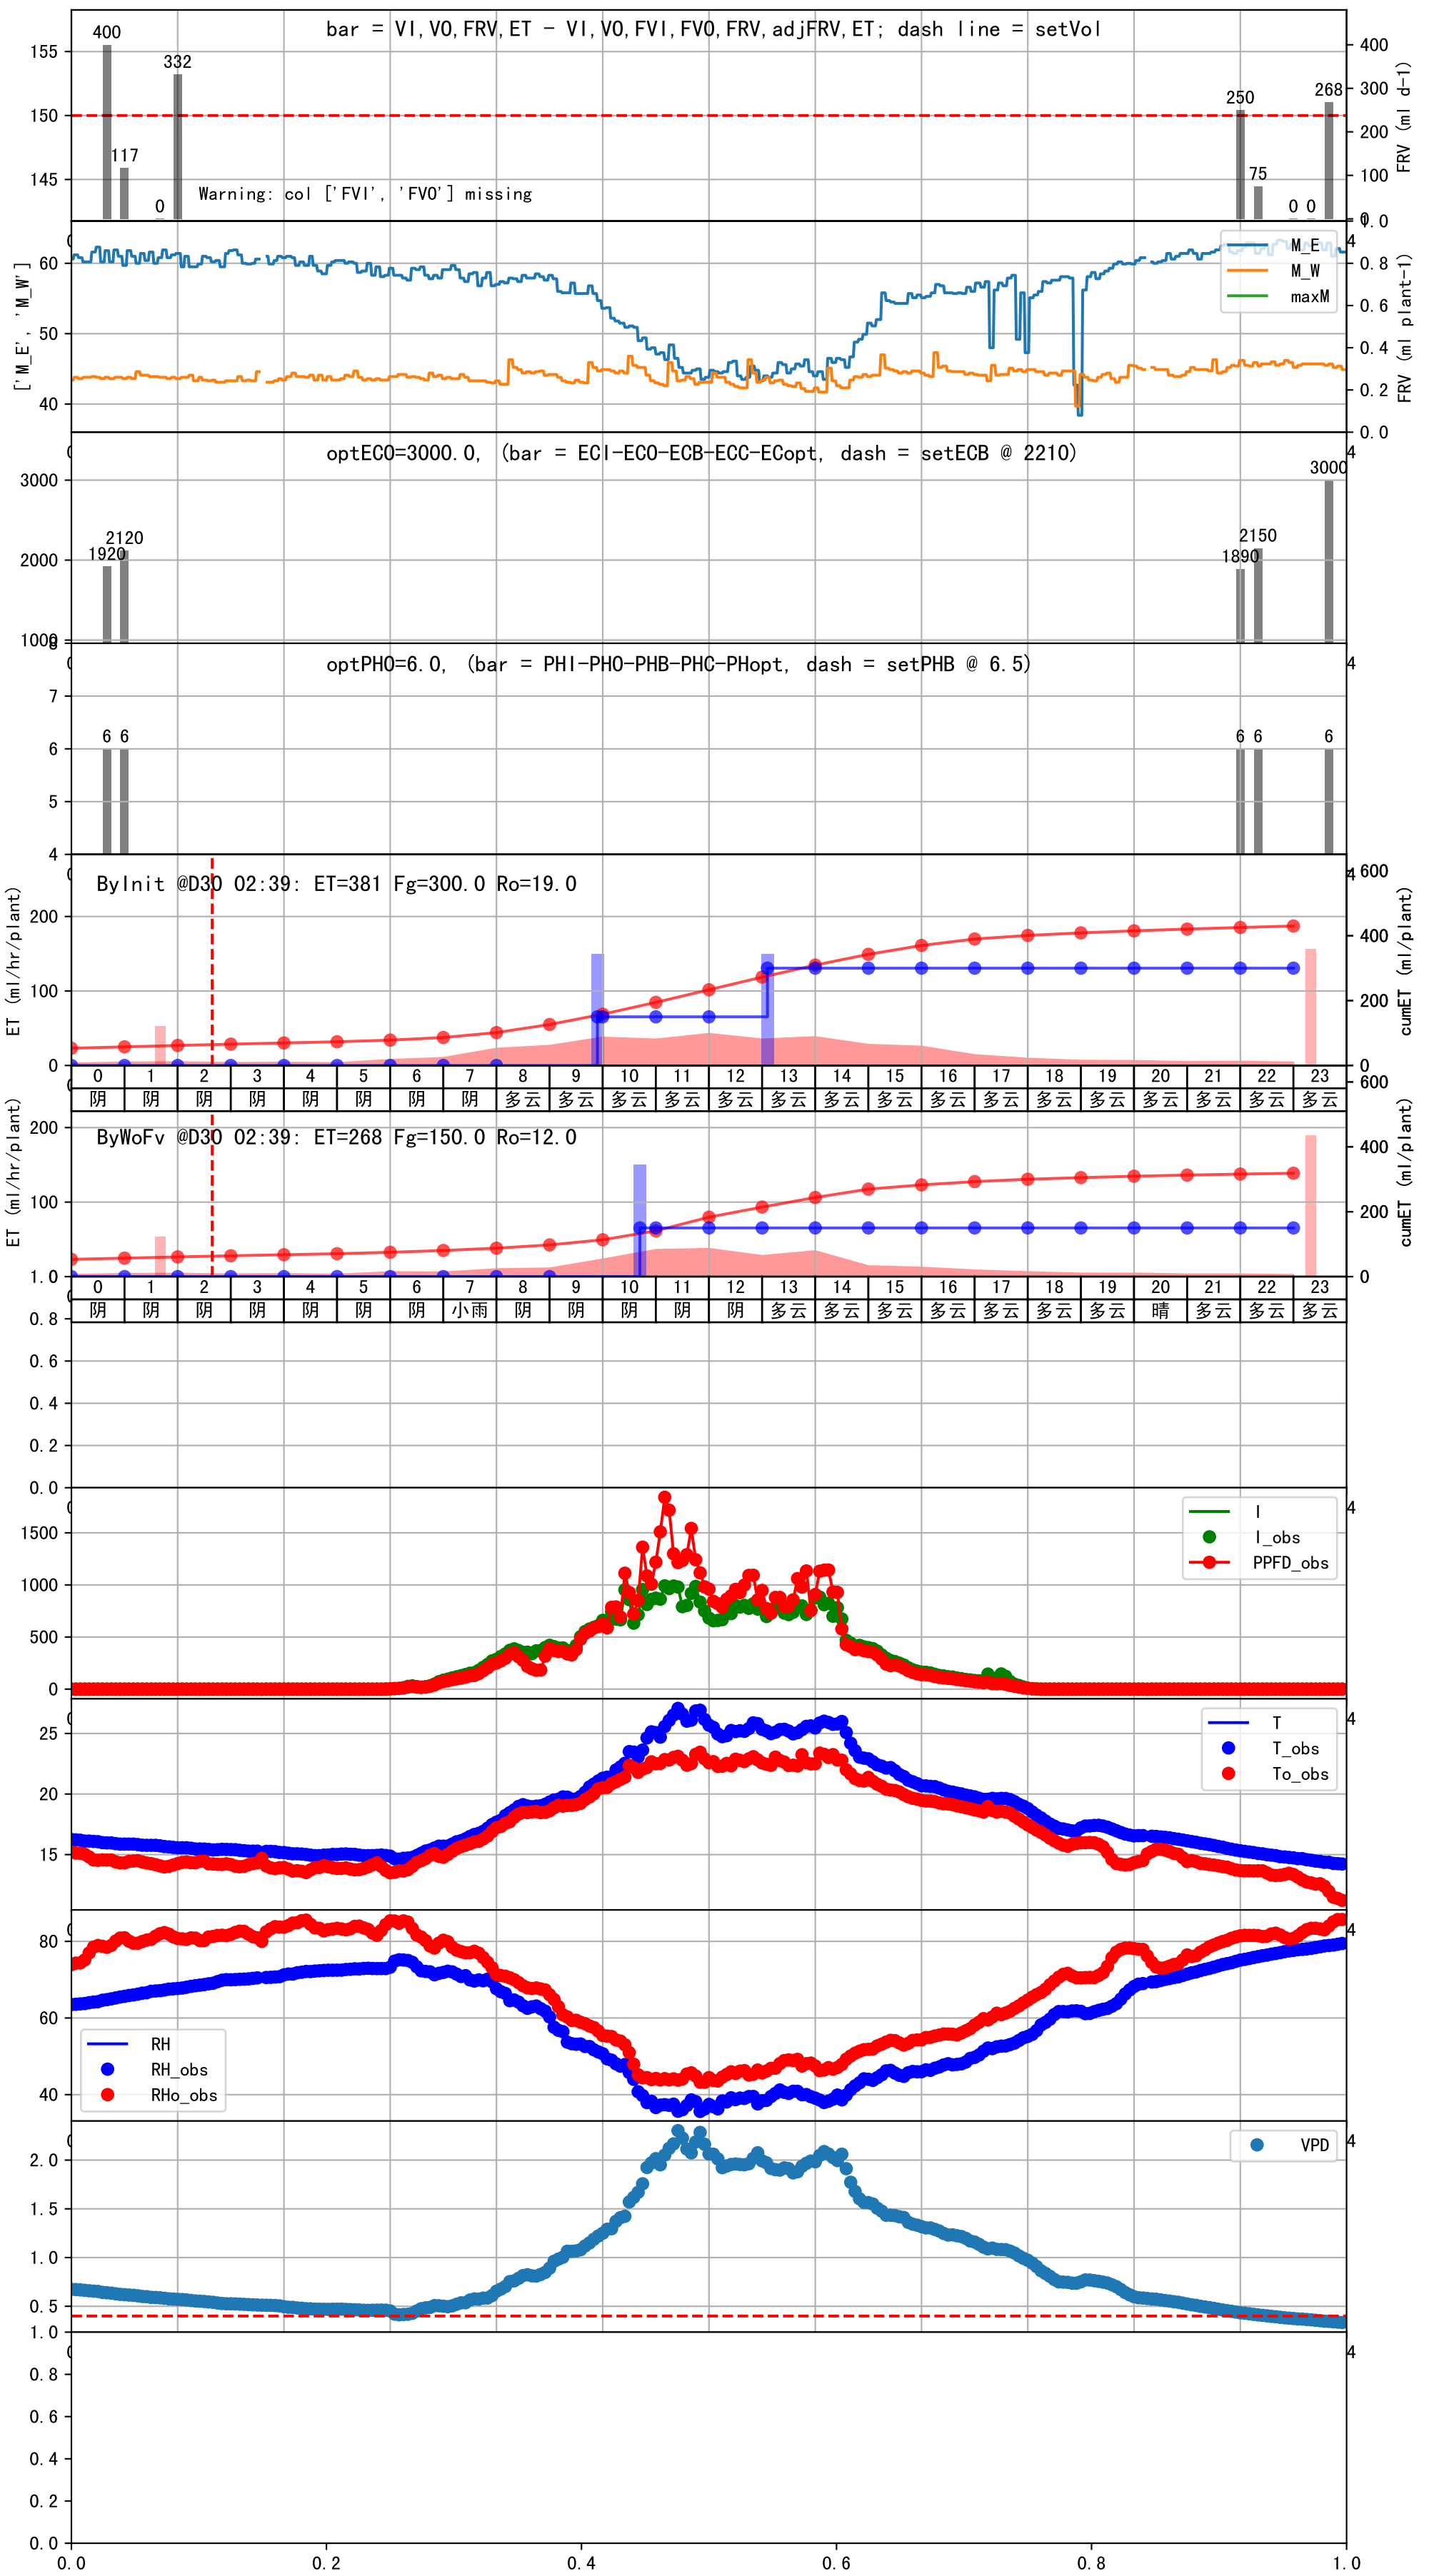 bar = VI,VO,FRV,ET - VI,VO,FVI,FVO,FRV,adjFRV,ET; dash line = setVol
155
150
145
400
117
0
332
250
75
0
0
268
400
300
200
100
0
1.0
FRV (ml d-1)
Warning: col ['FVI', 'FVO'] missing
['M_E', 'M_W']
60
50
40
M_E
M_W
maxM
4
0.8
0.6
0.4
0.2
0.0
FRV (ml plant-1)
optECO=3000.0, (bar = ECI-ECO-ECB-ECC-ECopt, dash = setECB @ 2210)
3000
2000
1000
1920
2120
1890
2150
3000
4
optPHO=6.0, (bar = PHI-PHO-PHB-PHC-PHopt, dash = setPHB @ 6.5)
8
7
6
5
4
6
6
6
6
6
4
ByInit @D30 02:39: ET=381 Fg=300.0 Ro=19.0
ET (ml/hr/plant)
200
100
0
4
600
400
200
0
cumET (ml/plant)
0 1 2 3 4 5 6 7 8 9 10 11 12 13 14 15 16 17 18 19 20 21 22 23
阴 阴 阴 阴 阴 阴 阴 阴 多云 多云 多云 多云 多云 多云 多云 多云 多云 多云 多云 多云 多云 多云 多云 多云
ByWoFv @D30 02:39: ET=268 Fg=150.0 Ro=12.0
ET (ml/hr/plant)
200
100
600
400
200
0
cumET (ml/plant)
0 1 2 3 4 5 6 7 8 9 10 11 12 13 14 15 16 17 18 19 20 21 22 23
阴 阴 阴 阴 阴 阴 阴 小雨 阴 阴 阴 阴 阴 多云 多云 多云 多云 多云 多云 多云 晴 多云 多云 多云
1.0
0.8
0.6
0.4
0.2
0.0
1500
1000
500
0
I
I_obs
PPFD_obs
4
25
20
15
T
T_obs
To_obs
4
80
60
40
RH
RH_obs
RHo_obs
4
2.0
1.5
1.0
0.5
VPD
4
1.0
0.8
0.6
0.4
0.2
0.0
4
0.0 0.2 0.4 0.6 0.8 1.0